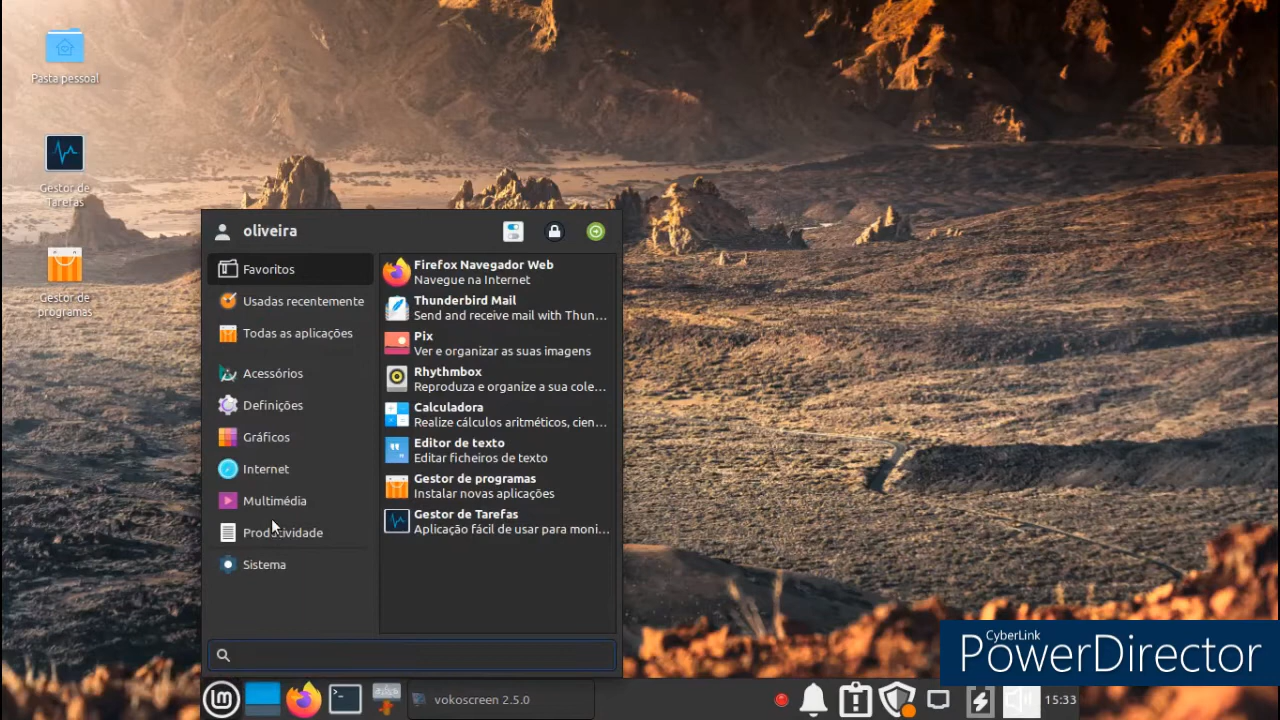 Pasta pessoal
Gestor de
Tarefas
Gestor de
programas
oliveira
Favoritos
Usadas recentemente
Todas as aplicações
Acessórios
Definições
Gráficos
Internet
Multimédia
Produtividade
Sistema
Firefox Navegador Web
Navegue na Internet
Thunderbird Mail
Send and receive mail with Thun...
Pix
Ver e organizar as suas imagens
Rhythmbox
Reproduza e organize a sua cole...
Calculadora
Realize cálculos aritméticos, cien...
Editor de texto
Editar ficheiros de texto
Gestor de programas
Instalar novas aplicações
Gestor de Tarefas
Aplicação fácil de usar para moni...
vokoscreen 2.5.0
15:33
CyberLink
PowerDirector